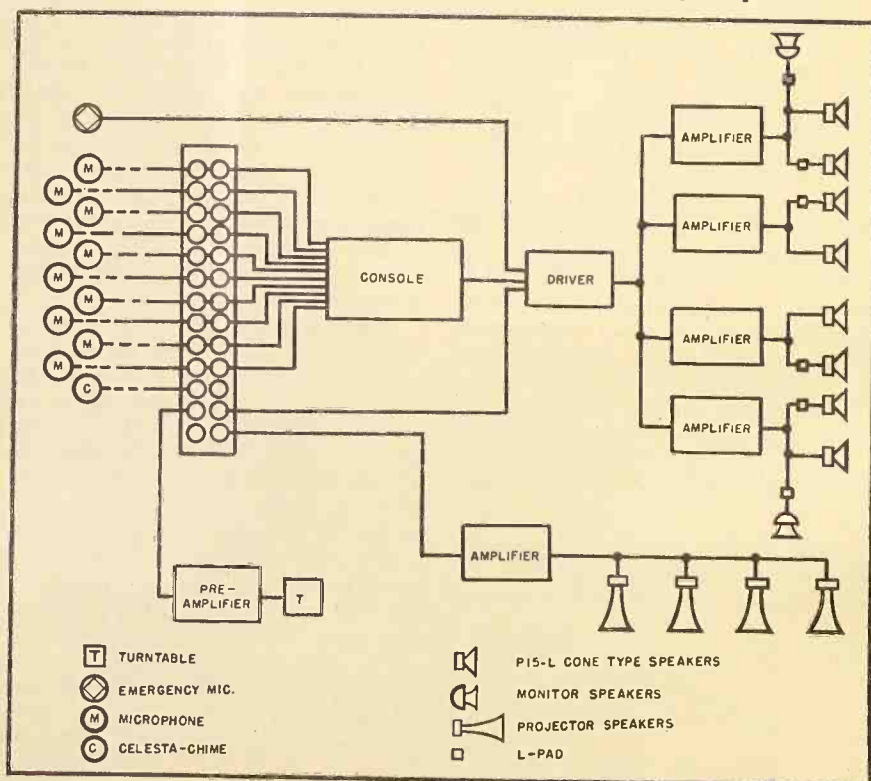 AMPLIFIER
M
M
M
M
M
M
M
M
M
M
C
AMPLIFIER
CONSOLE
DRIVER
AMPLIFIER
AMPLIFIER
AMPLIFIER
PRE-
AMPLIFIER
T
T TURNTABLE
EMERGENCY MIC.
M MICROPHONE
C CELESTA-CHIME
P15-L CONE TYPE SPEAKERS
MONITOR SPEAKERS
PROJECTOR SPEAKERS
L-PAD